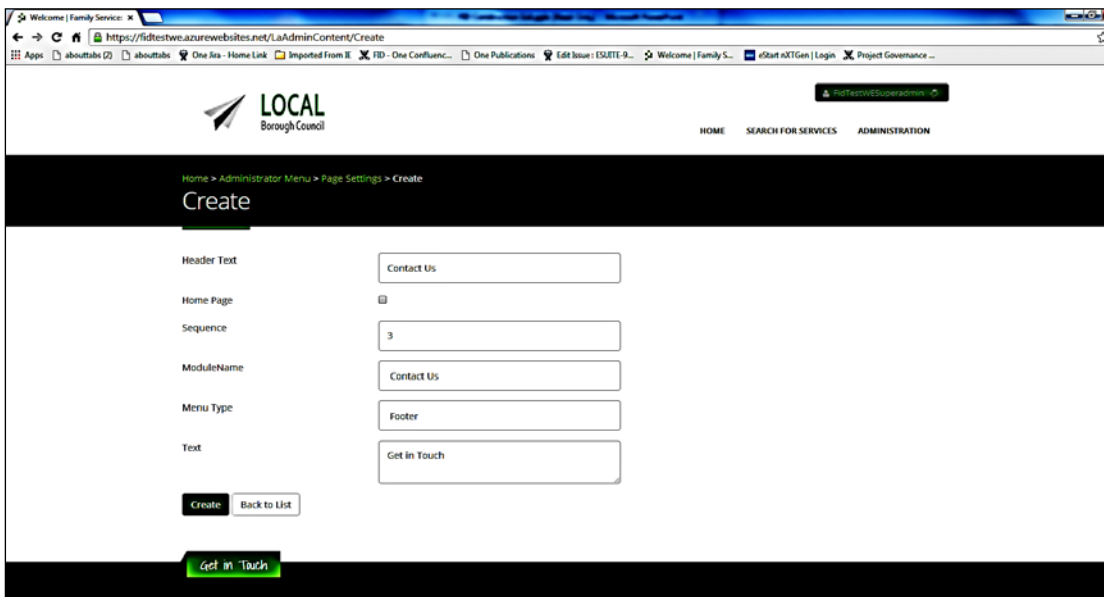 Welcome | Family Service: ×
https://fidtestwe.azurewebsites.net/LaAdminContent/Create
Apps abouttabs (2) abouttabs One Jira - Home Link Imported From IE FID - One Confluenc... One Publications Edit Issue : ESUITE-9... Welcome | Family S... eStart nXTGen | Login Project Governance ...
FidTestWESuperadmin
LOCAL
Borough Council
HOME SEARCH FOR SERVICES ADMINISTRATION
Home > Administrator Menu > Page Settings > Create
Create
Header Text
Contact Us
Home Page
Sequence
3
ModuleName
Contact Us
Menu Type
Footer
Text
Get in Touch
Create Back to List
Get in Touch